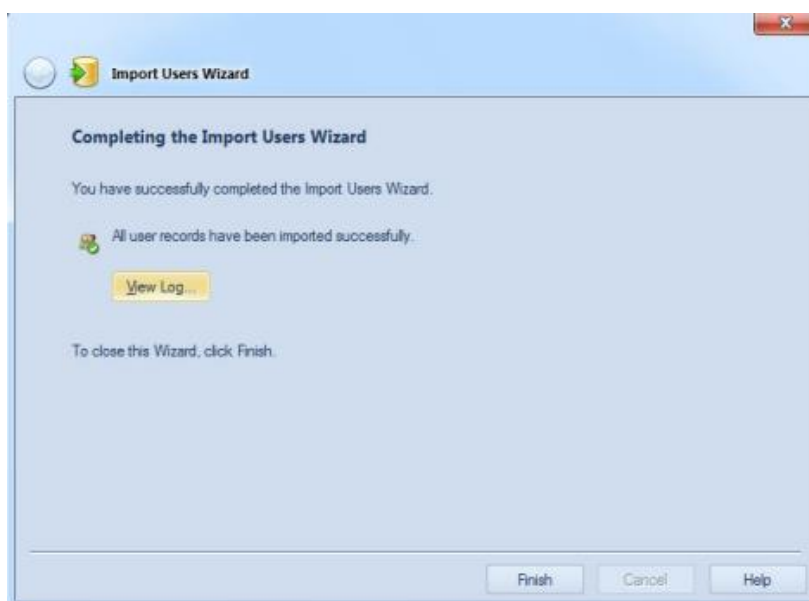 Import Users Wizard
Completing the Import Users Wizard
You have successfully completed the Import Users Wizard.
All user records have been imported successfully.
View Log...
To close this Wizard, click Finish.
Finish Cancel Help